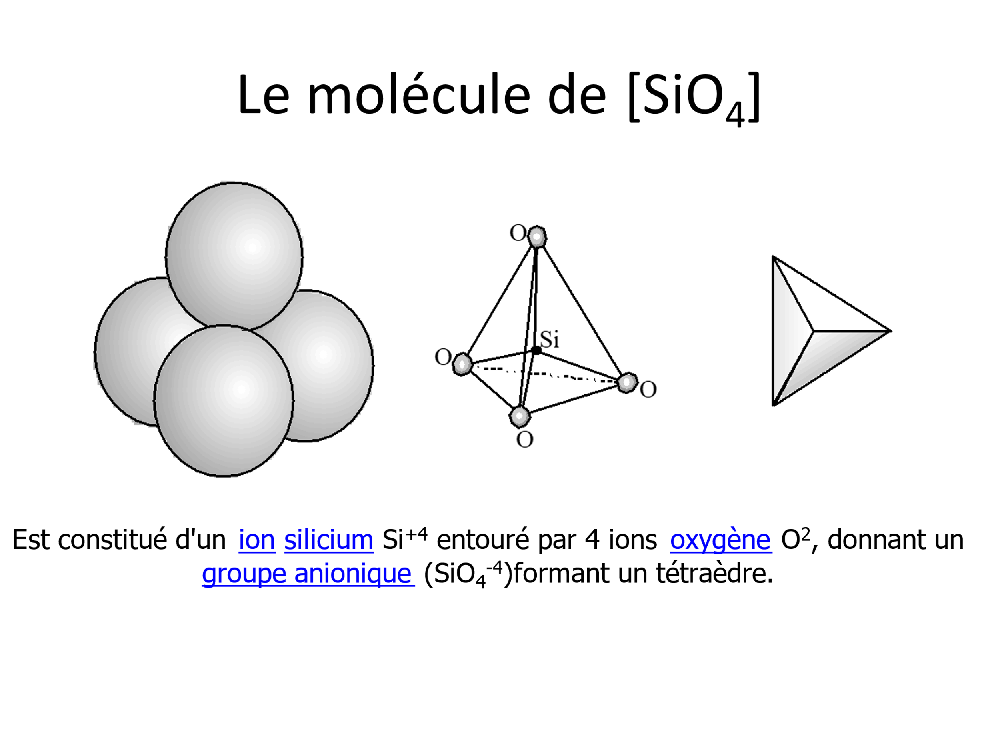 Le molécule de [SiO₄]
O
Si
O
O
O
Est constitué d'un ion silicium Si⁺⁴ entouré par 4 ions oxygène O², donnant un
groupe anionique (SiO₄⁻⁴)formant un tétraèdre.